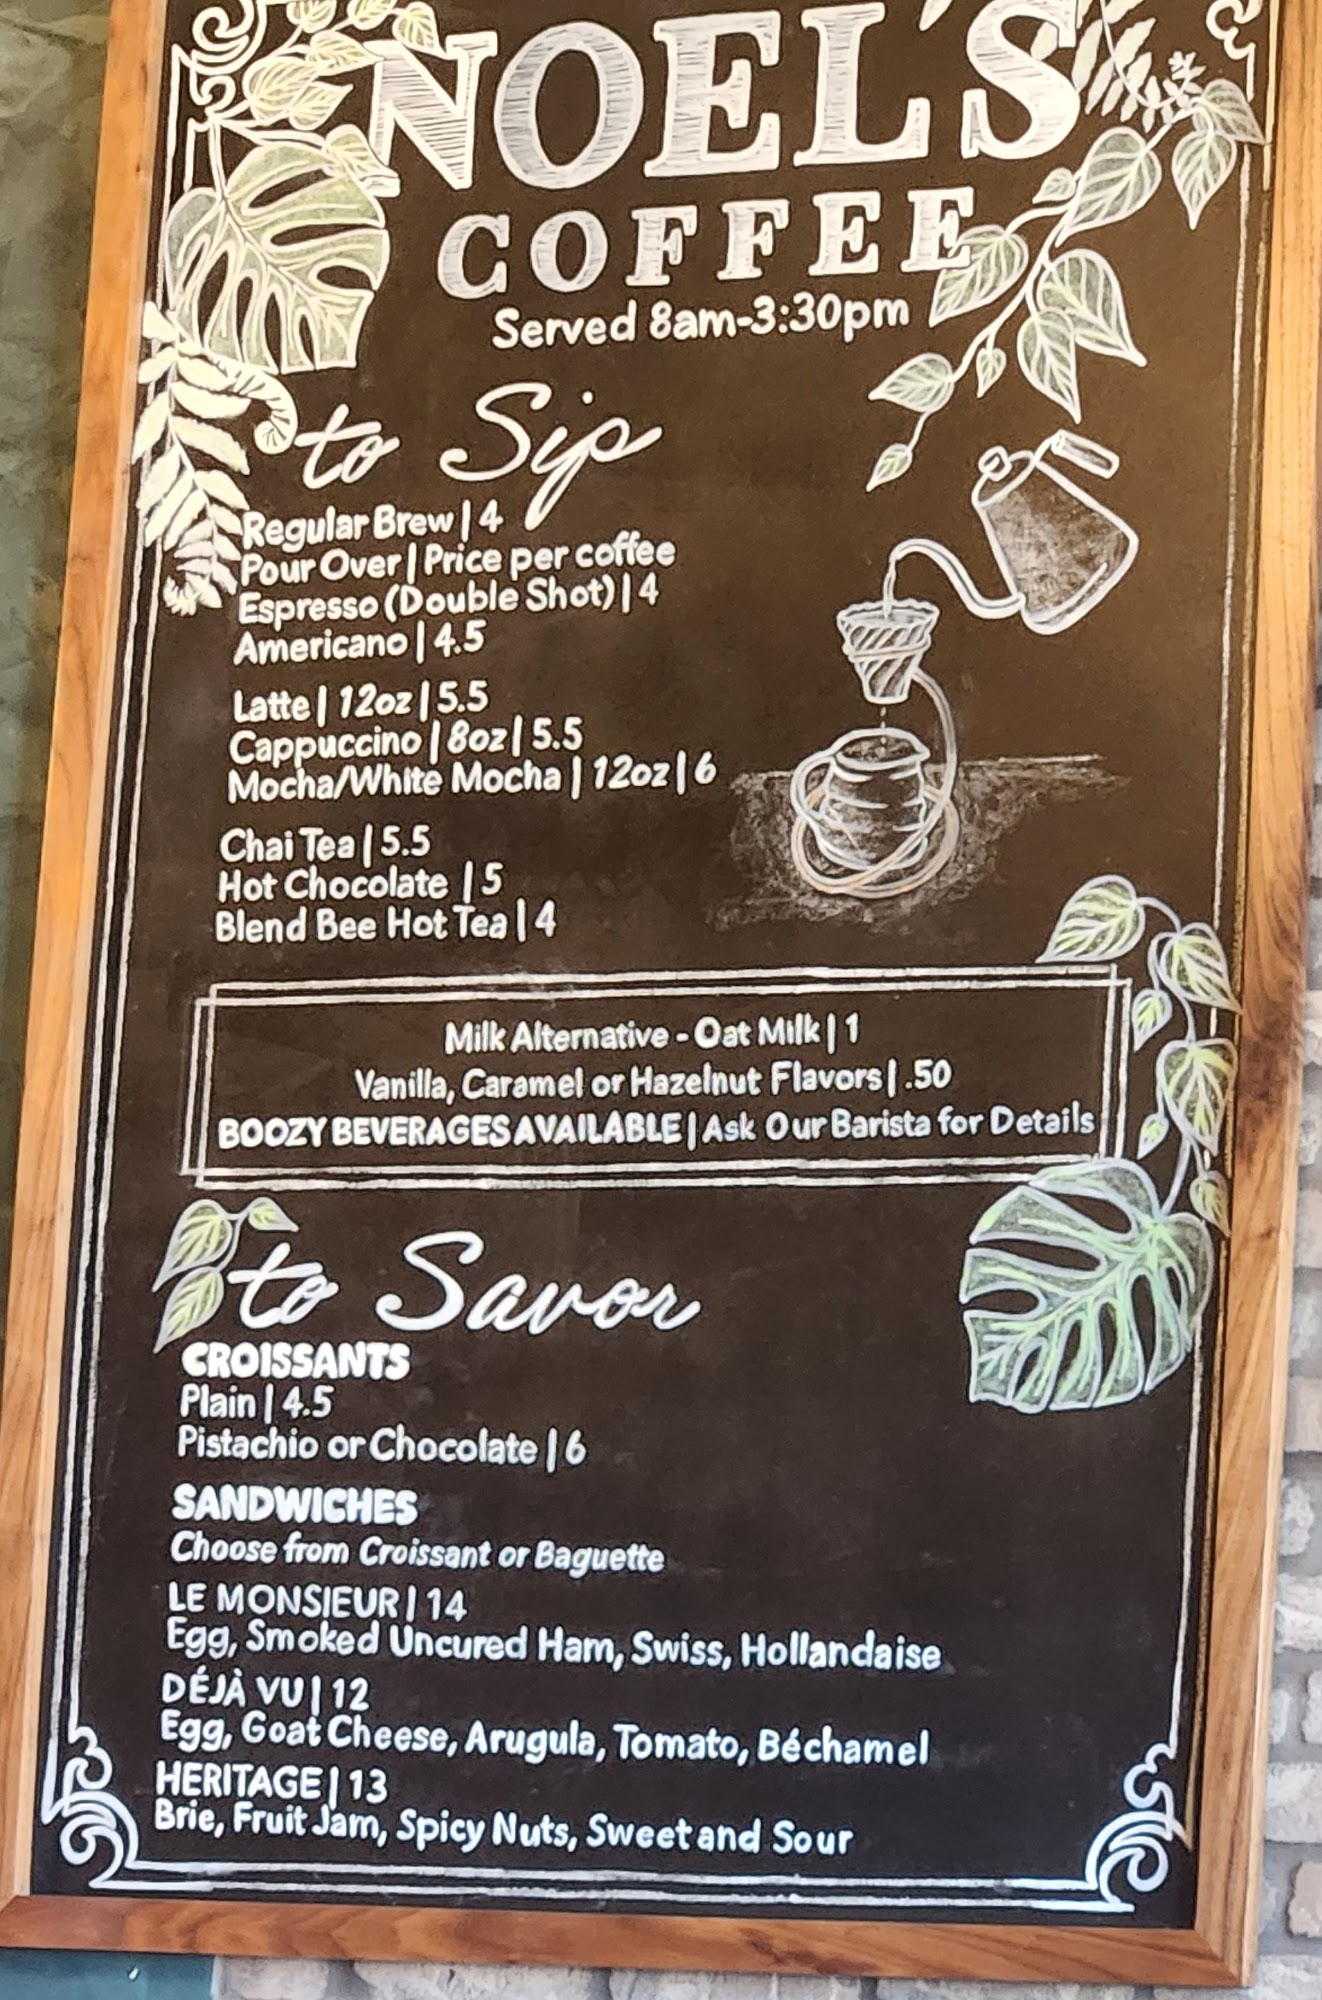 NOEL'S
COFFEE
Served 8am-3:30pm
to Sip
Regular Brew | 4
Pour Over | Price per coffee
Espresso (Double Shot) | 4
Americano | 4.5
Latte | 12oz | 5.5
Cappuccino | 8oz | 5.5
Mocha/White Mocha | 12oz | 6
Chai Tea | 5.5
Hot Chocolate | 5
Blend Bee Hot Tea | 4
Milk Alternative - Oat Milk | 1
Vanilla, Caramel or Hazelnut Flavors | .50
BOOZY BEVERAGES AVAILABLE | Ask Our Barista for Details
to Savor
CROISSANTS
Plain | 4.5
Pistachio or Chocolate | 6
SANDWICHES
Choose from Croissant or Baguette
LE MONSIEUR | 14
Egg, Smoked Uncured Ham, Swiss, Hollandaise
DÉJÀ VU | 12
Egg, Goat Cheese, Arugula, Tomato, Béchamel
HERITAGE | 13
Brie, Fruit Jam, Spicy Nuts, Sweet and Sour